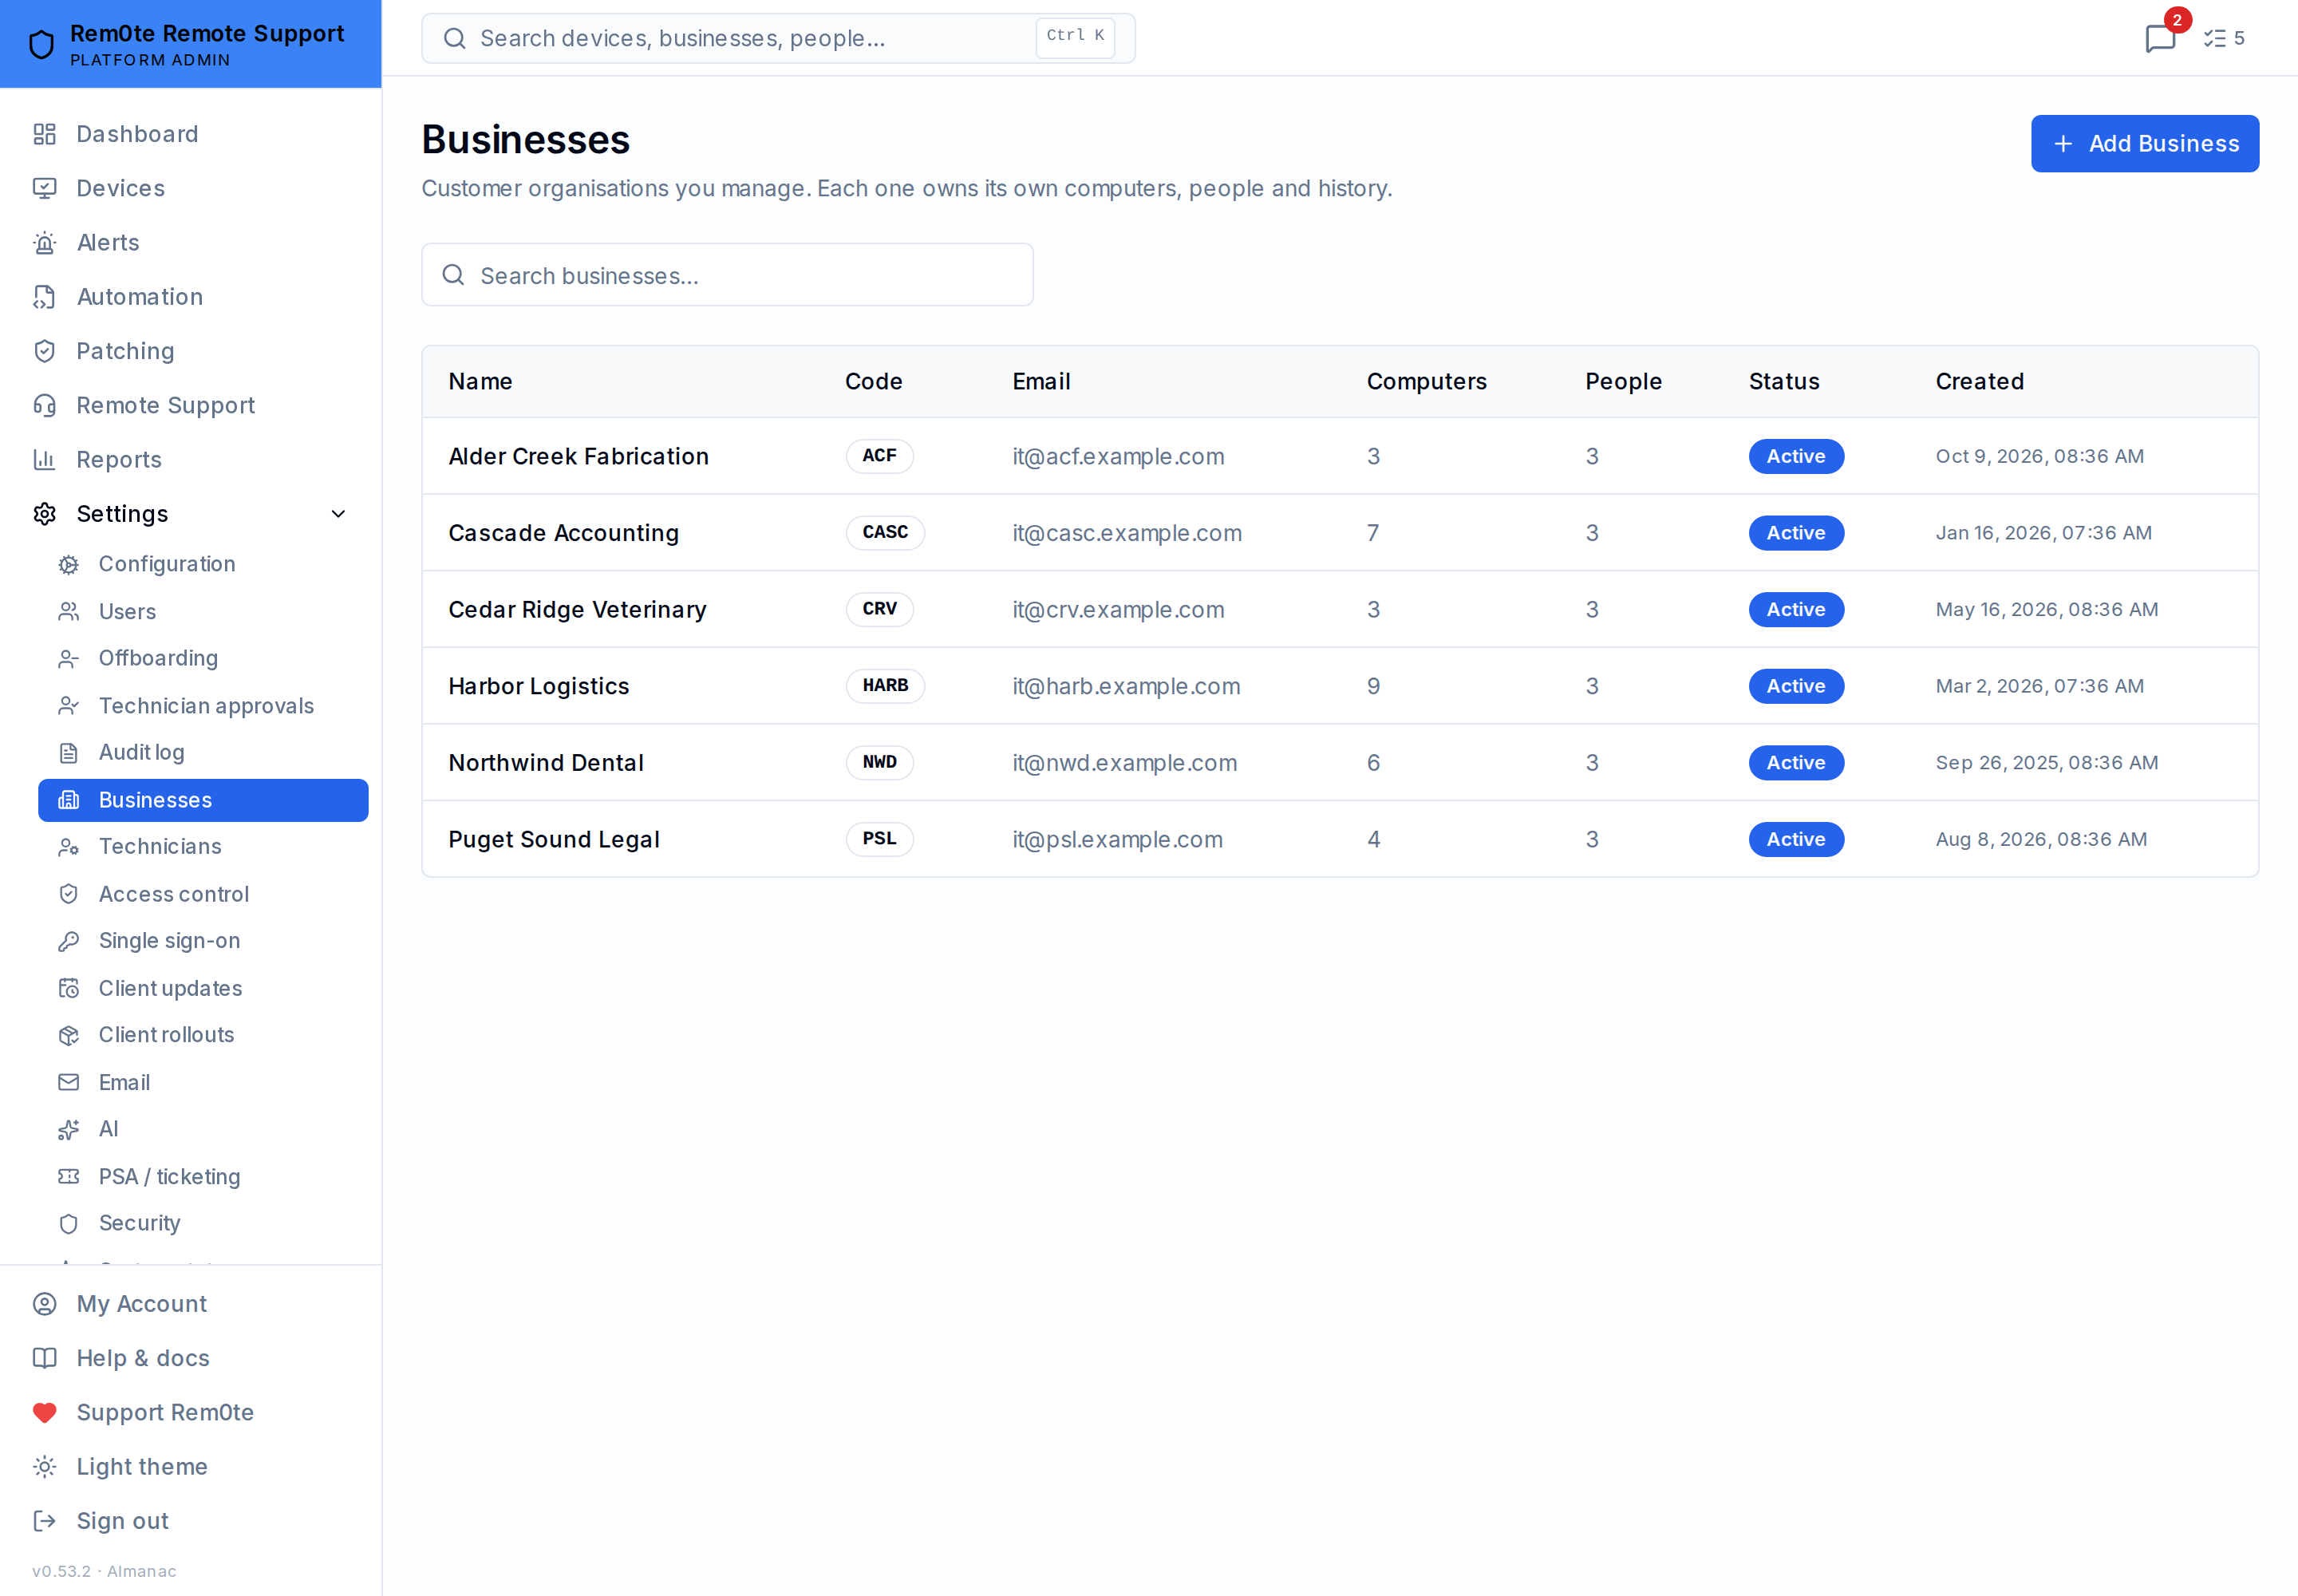 Rem0te Remote Support
PLATFORM ADMIN
Dashboard
Devices
Alerts
Automation
Patching
Remote Support
Reports
Settings
Configuration
Users
Offboarding
Technician approvals
Audit log
Businesses
Technicians
Access control
Single sign-on
Client updates
Client rollouts
Email
AI
PSA / ticketing
Security
My Account
Help & docs
Support Rem0te
Light theme
Sign out
v0.53.2 · Almanac
Search devices, businesses, people... Ctrl K
2
5
Businesses
Add Business
Customer organisations you manage. Each one owns its own computers, people and history.
Search businesses...
Name Code Email Computers People Status Created
Alder Creek Fabrication ACF it@acf.example.com 3 3 Active Oct 9, 2026, 08:36 AM
Cascade Accounting CASC it@casc.example.com 7 3 Active Jan 16, 2026, 07:36 AM
Cedar Ridge Veterinary CRV it@crv.example.com 3 3 Active May 16, 2026, 08:36 AM
Harbor Logistics HARB it@harb.example.com 9 3 Active Mar 2, 2026, 07:36 AM
Northwind Dental NWD it@nwd.example.com 6 3 Active Sep 26, 2025, 08:36 AM
Puget Sound Legal PSL it@psl.example.com 4 3 Active Aug 8, 2026, 08:36 AM